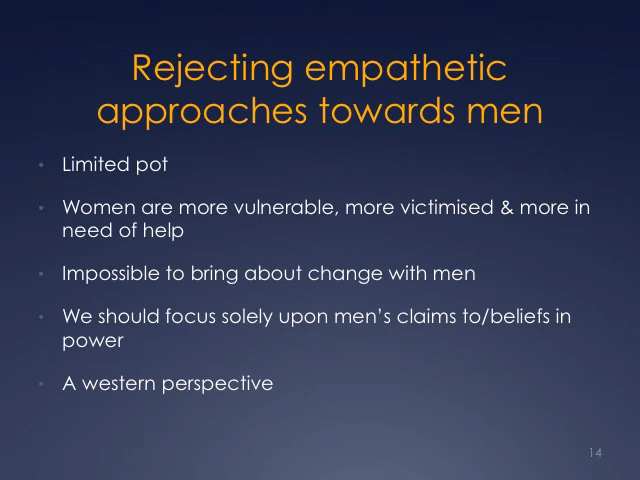 Rejecting empathetic
approaches towards men
• Limited pot
• Women are more vulnerable, more victimised & more in
need of help
• Impossible to bring about change with men
• We should focus solely upon men’s claims to/beliefs in
power
• A western perspective
14